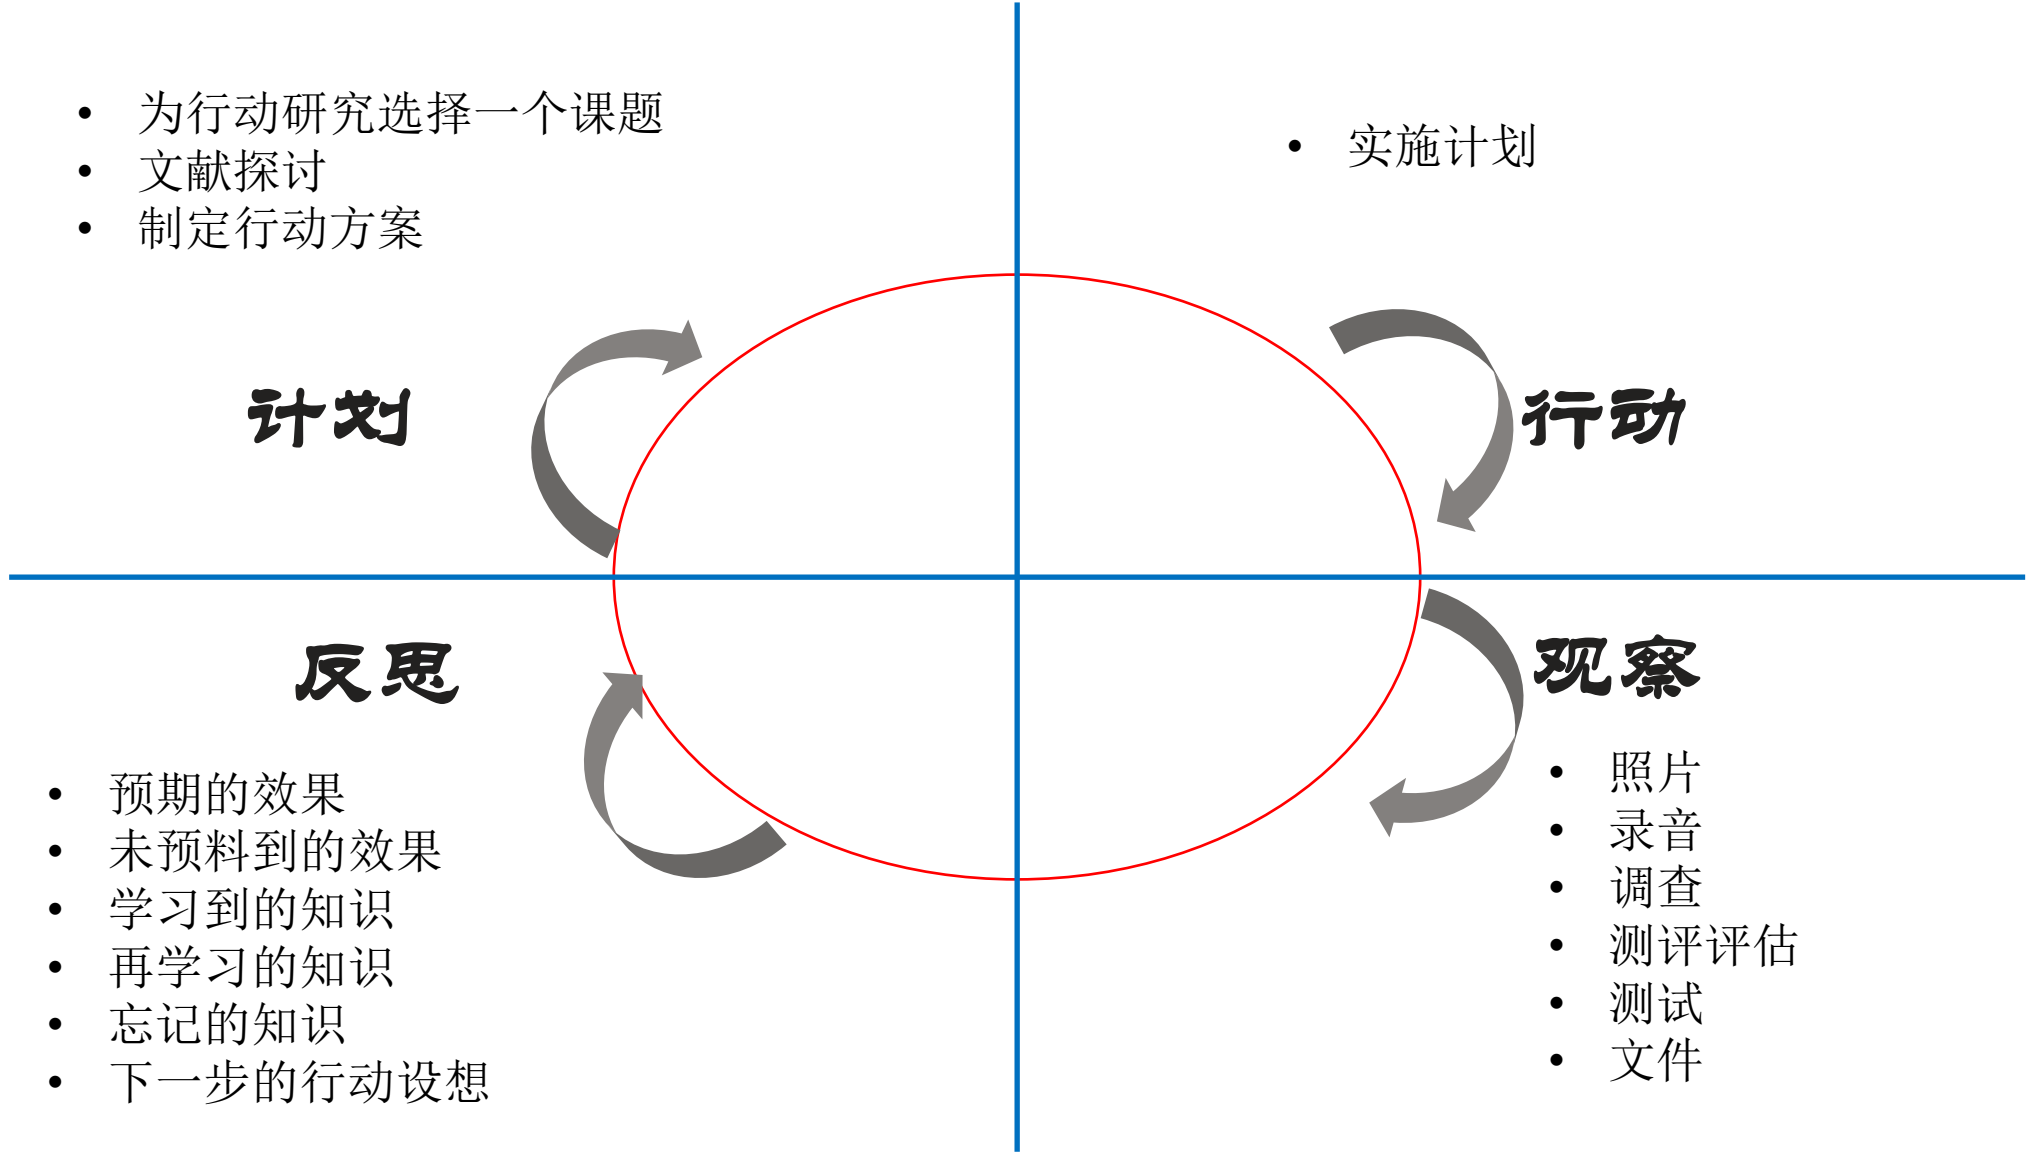 为行动研究选择一个课题
文献探讨
制定行动方案
计划
实施计划
行动
反思
预期的效果
未预料到的效果
学习到的知识
再学习的知识
忘记的知识
下一步的行动设想
观察
照片
录音
调查
测评评估
测试
文件